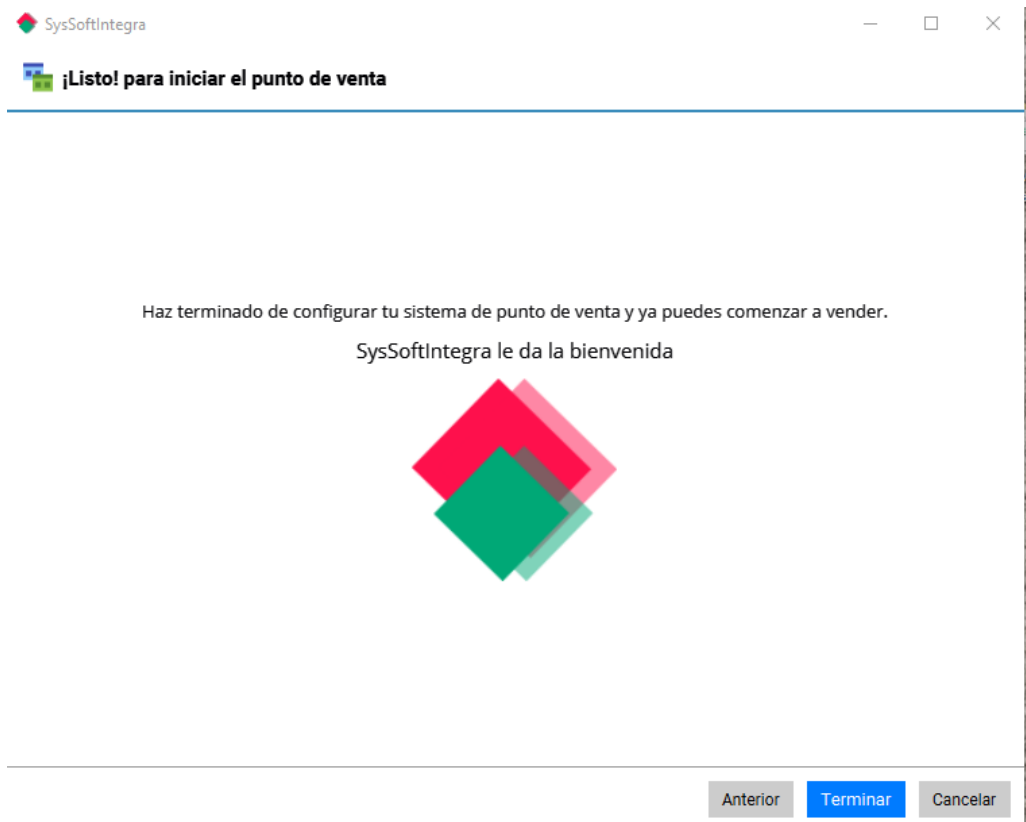 SysSoftIntegra
¡Listo! para iniciar el punto de venta
Haz terminado de configurar tu sistema de punto de venta y ya puedes comenzar a vender.
SysSoftIntegra le da la bienvenida
Anterior Terminar Cancelar